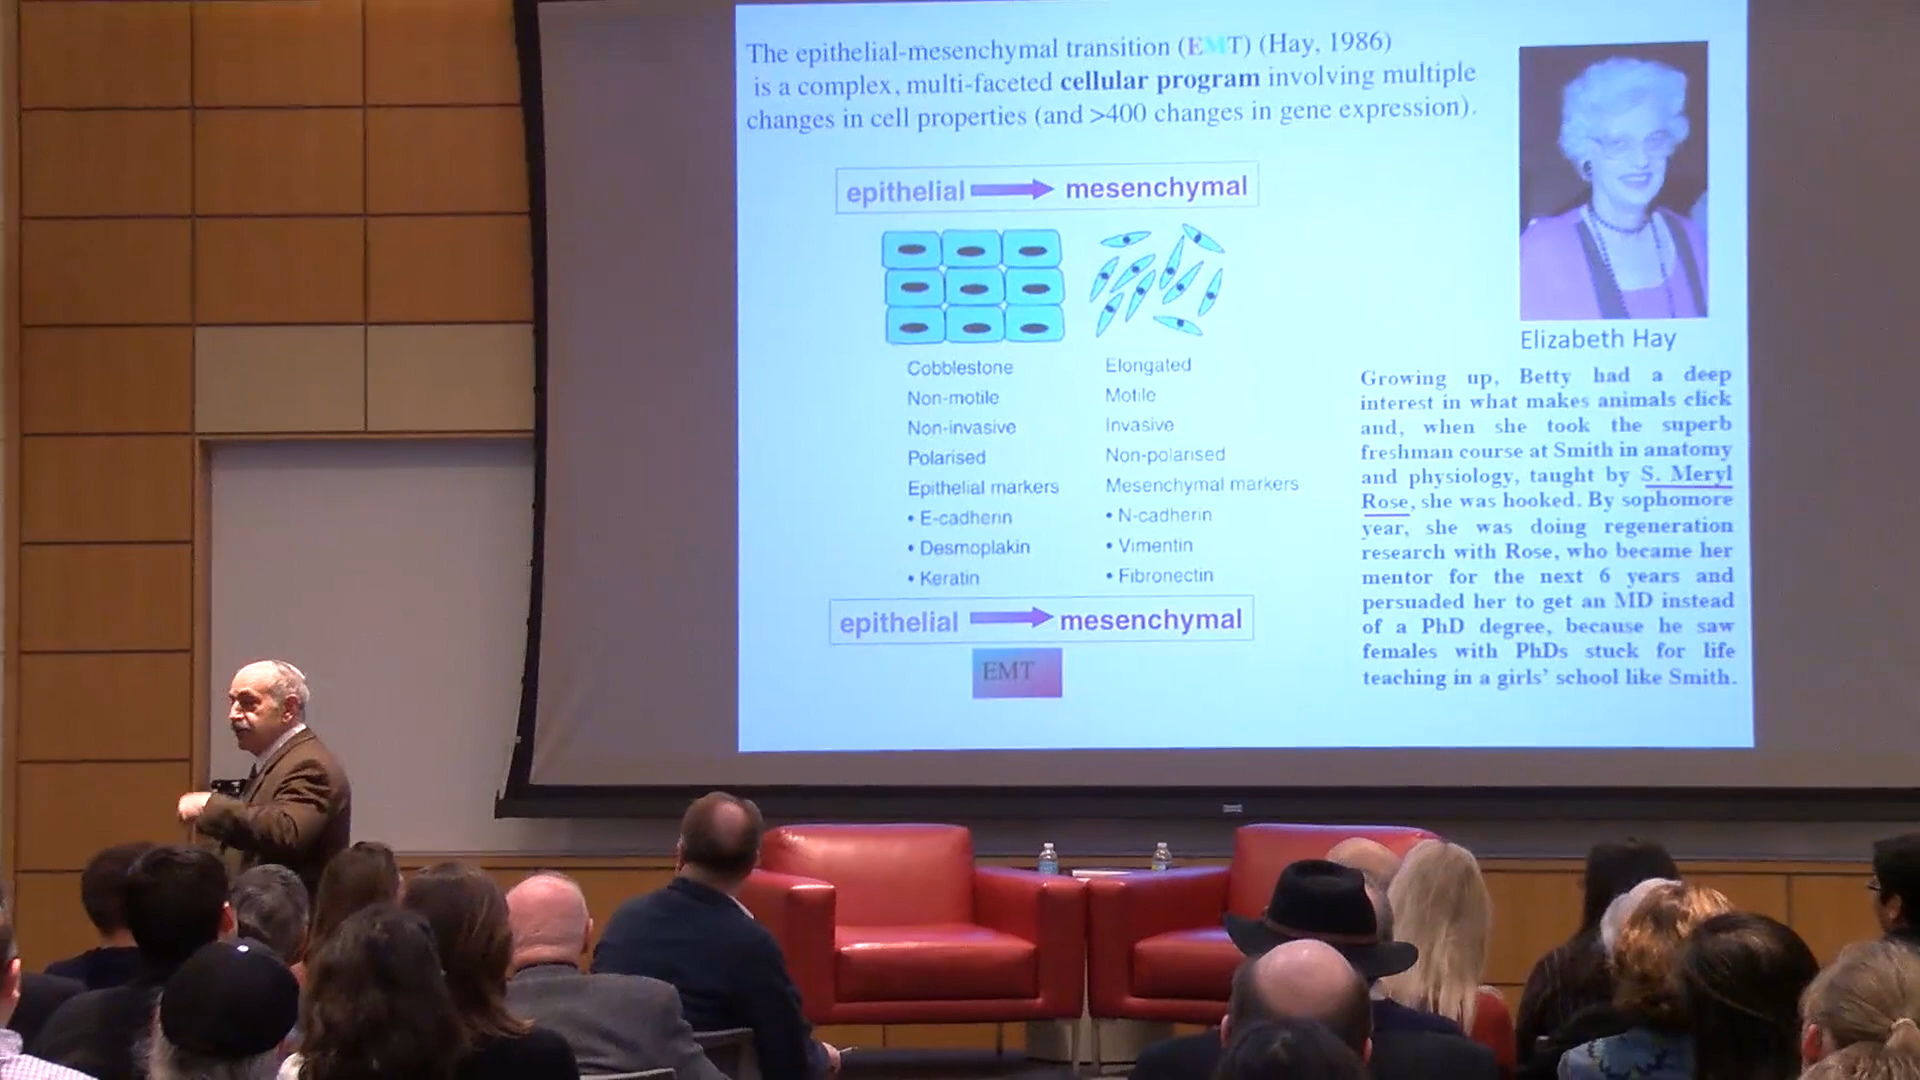 The epithelial-mesenchymal transition (EMT) (Hay, 1986)
is a complex, multi-faceted cellular program involving multiple
changes in cell properties (and >400 changes in gene expression).
epithelial mesenchymal
Cobblestone
Non-motile
Non-invasive
Polarised
Epithelial markers
• E-cadherin
• Desmoplakin
• Keratin
Elongated
Motile
Invasive
Non-polarised
Mesenchymal markers
• N-cadherin
• Vimentin
• Fibronectin
epithelial mesenchymal
EMT
Elizabeth Hay
Growing up, Betty had a deep
interest in what makes animals click
and, when she took the superb
freshman course at Smith in anatomy
and physiology, taught by S. Meryl
Rose, she was hooked. By sophomore
year, she was doing regeneration
research with Rose, who became her
mentor for the next 6 years and
persuaded her to get an MD instead
of a PhD degree, because he saw
females with PhDs stuck for life
teaching in a girls' school like Smith.